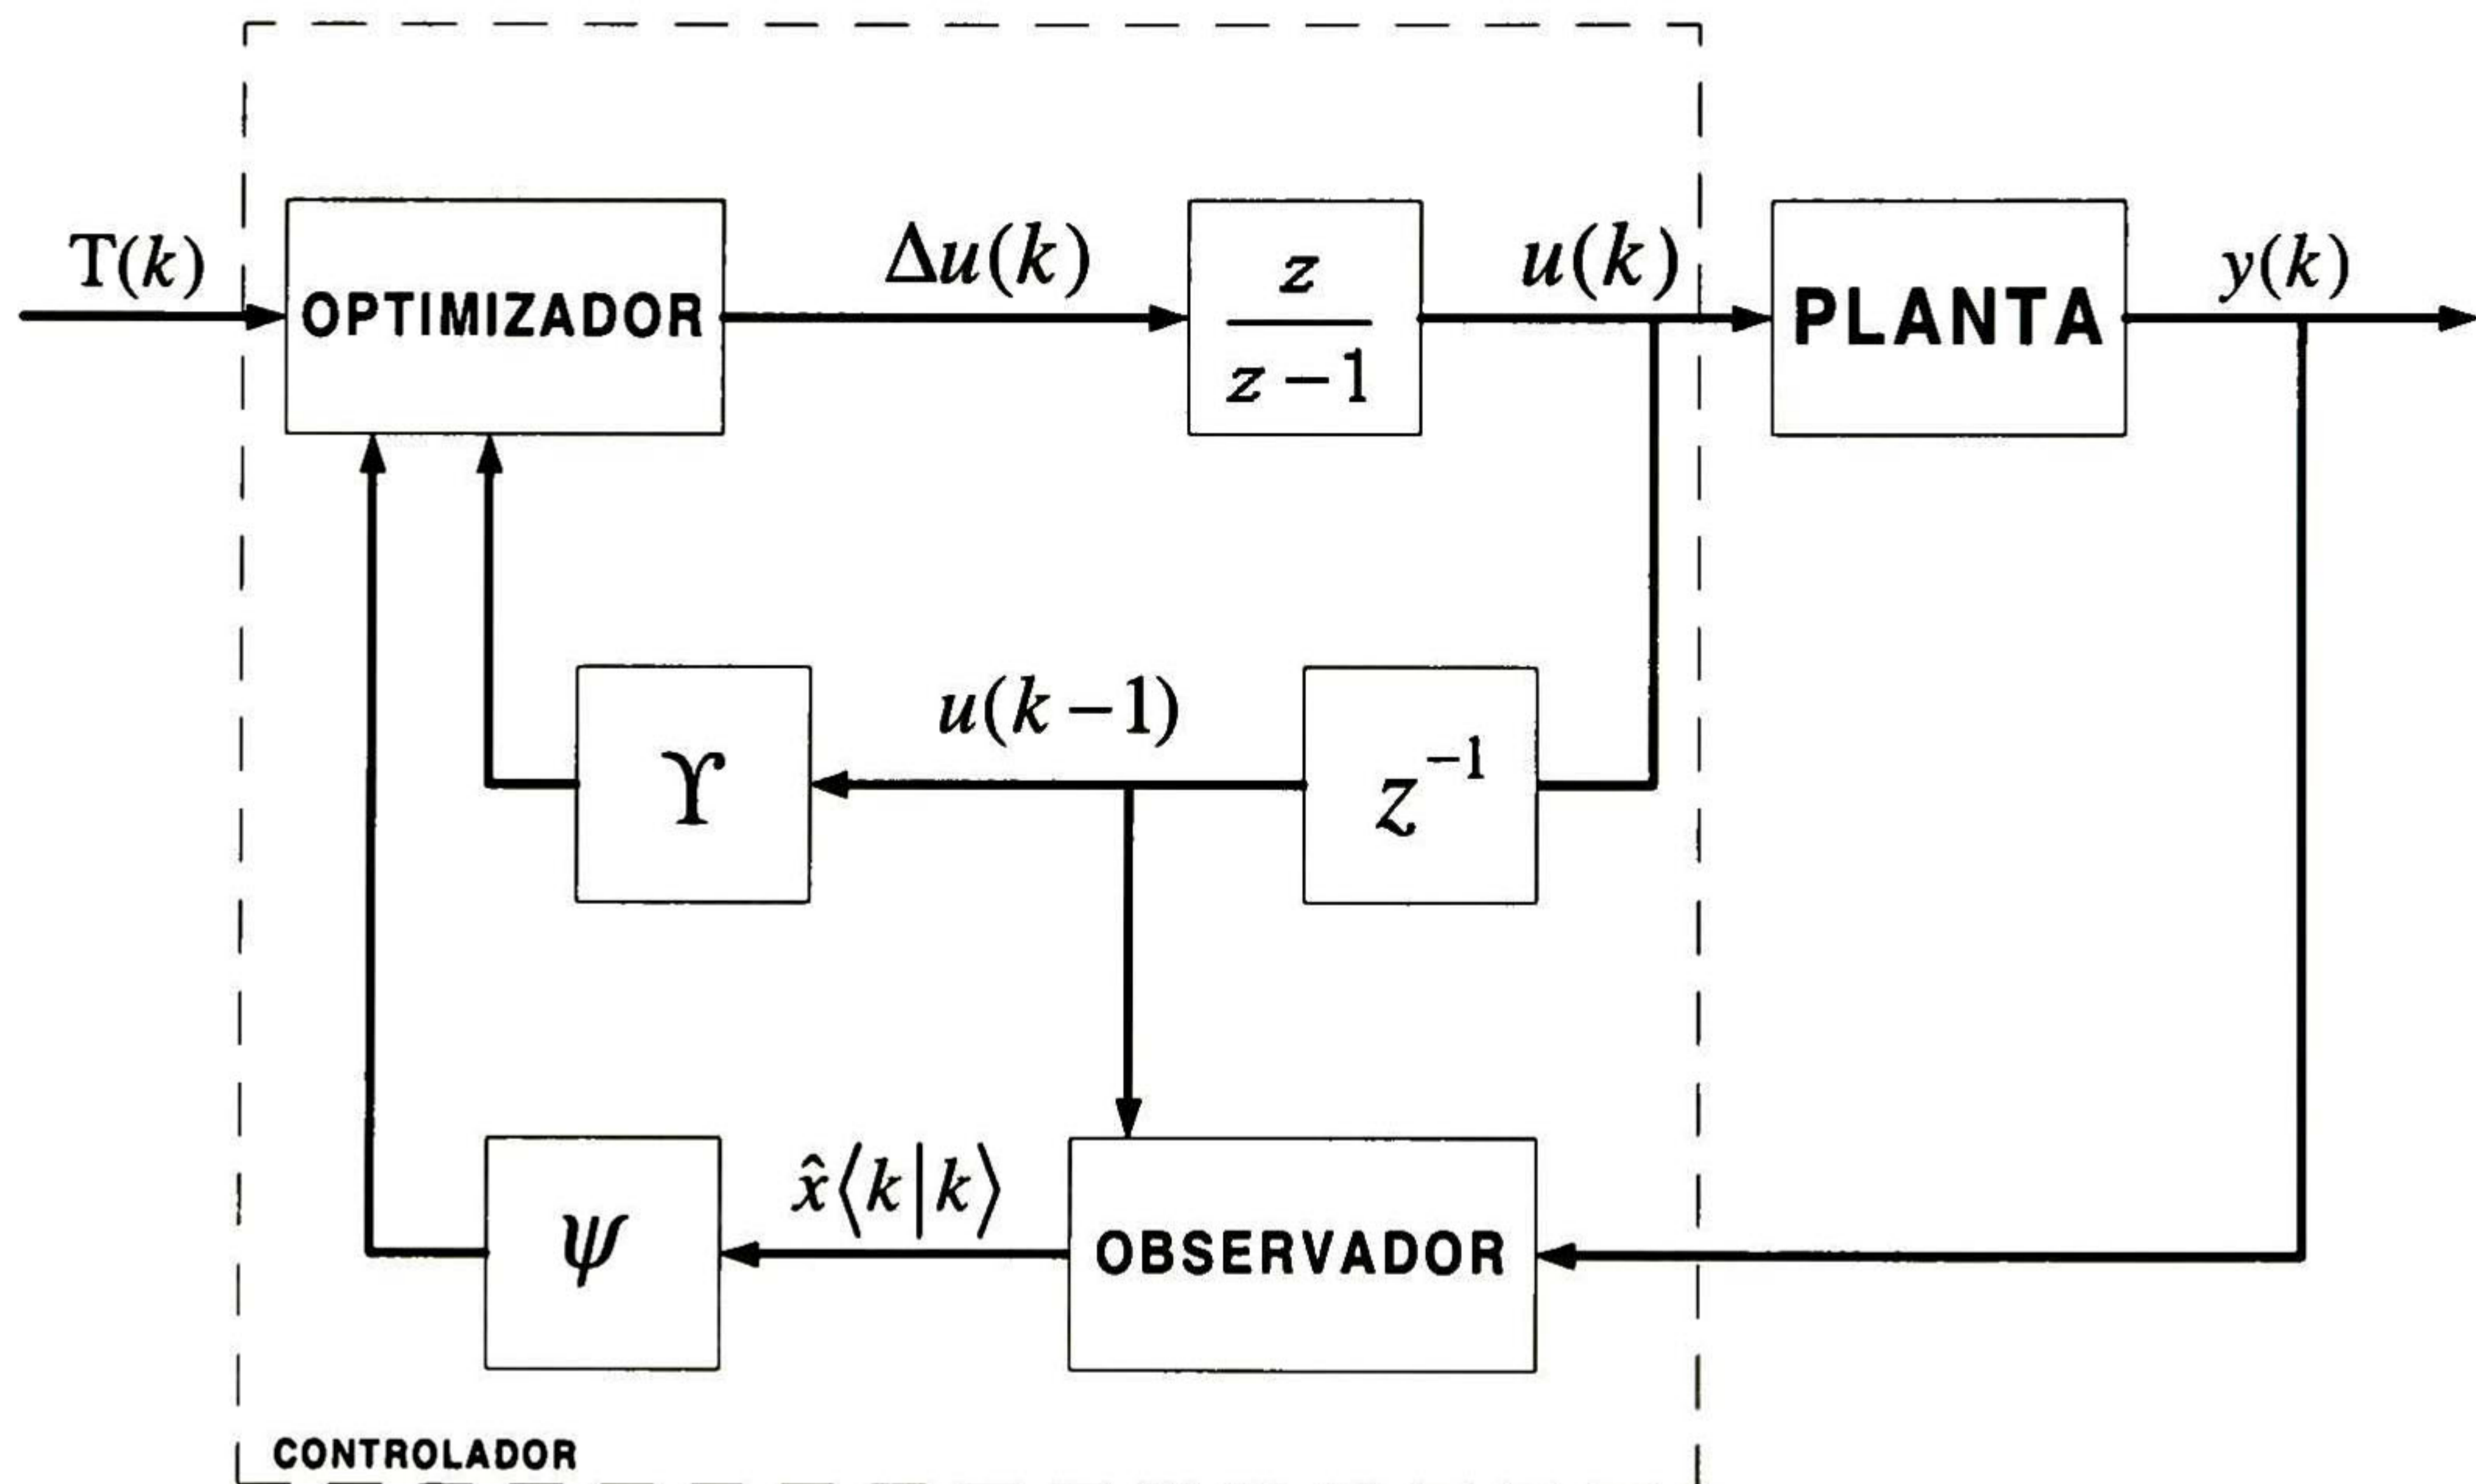 T(k)
OPTIMIZADOR
Δu(k)
z
z − 1
u(k)
PLANTA
y(k)
ϒ
u(k −1)
z⁻¹
ψ
x̂⟨k|k⟩
OBSERVADOR
CONTROLADOR